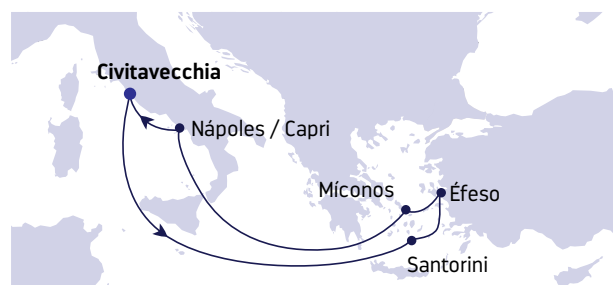 Civitavecchia
Nápoles / Capri
Míconos
Éfeso
Santorini